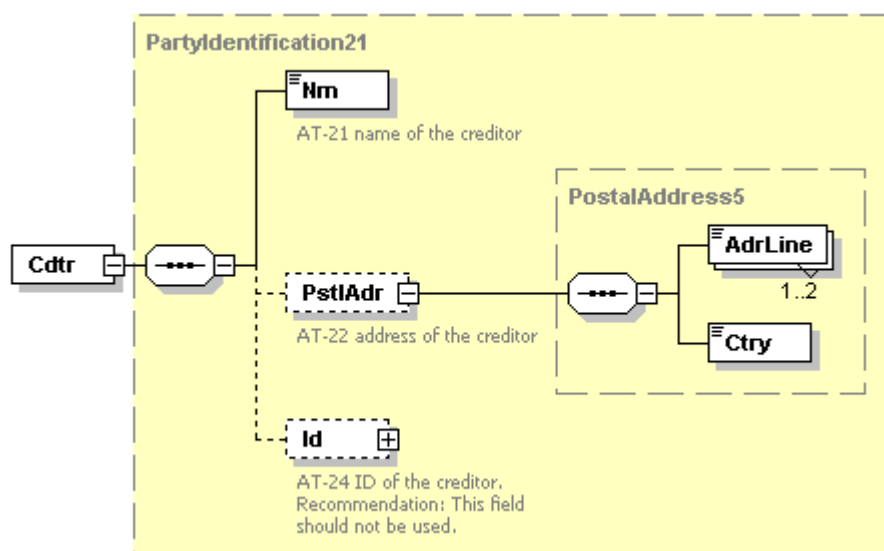 PartyIdentification21
Nm
AT-21 name of the creditor
PostalAddress5
AdrLine
1..2
Cdtr
PstlAdr
AT-22 address of the creditor
Ctry
Id
AT-24 ID of the creditor.
Recommendation: This field
should not be used.